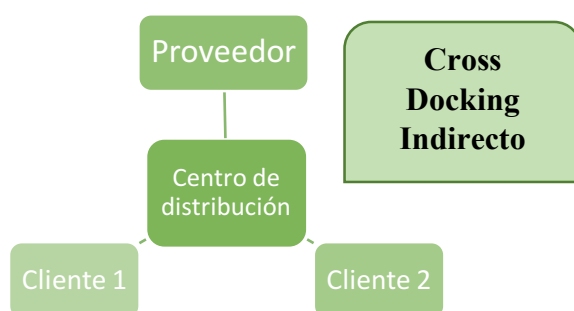 Proveedor
Cross
Docking
Indirecto
Centro de
distribución
Cliente 1
Cliente 2